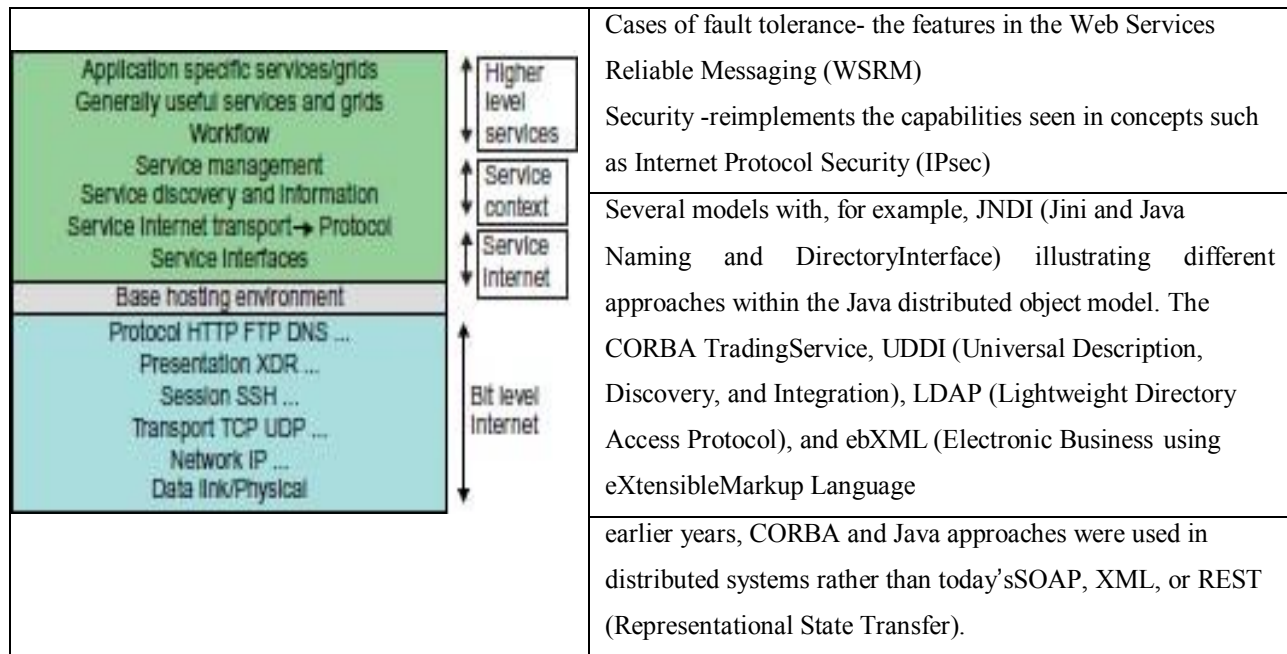 Application specific services/grids
Generally useful services and grids
Workflow
Service management
Service discovery and information
Service Internet transport→ Protocol
Service Interfaces
Base hosting environment
Protocol HTTP FTP DNS ...
Presentation XDR ...
Session SSH ...
Transport TCP UDP ...
Network IP ...
Data link/Physical
Higher
level
services
Service
context
Service
Internet
Bit level
Internet
Cases of fault tolerance- the features in the Web Services
Reliable Messaging (WSRM)
Security -reimplements the capabilities seen in concepts such
as Internet Protocol Security (IPsec)
Several models with, for example, JNDI (Jini and Java
Naming and DirectoryInterface) illustrating different
approaches within the Java distributed object model. The
CORBA TradingService, UDDI (Universal Description,
Discovery, and Integration), LDAP (Lightweight Directory
Access Protocol), and ebXML (Electronic Business using
eXtensibleMarkup Language
earlier years, CORBA and Java approaches were used in
distributed systems rather than today’sSOAP, XML, or REST
(Representational State Transfer).